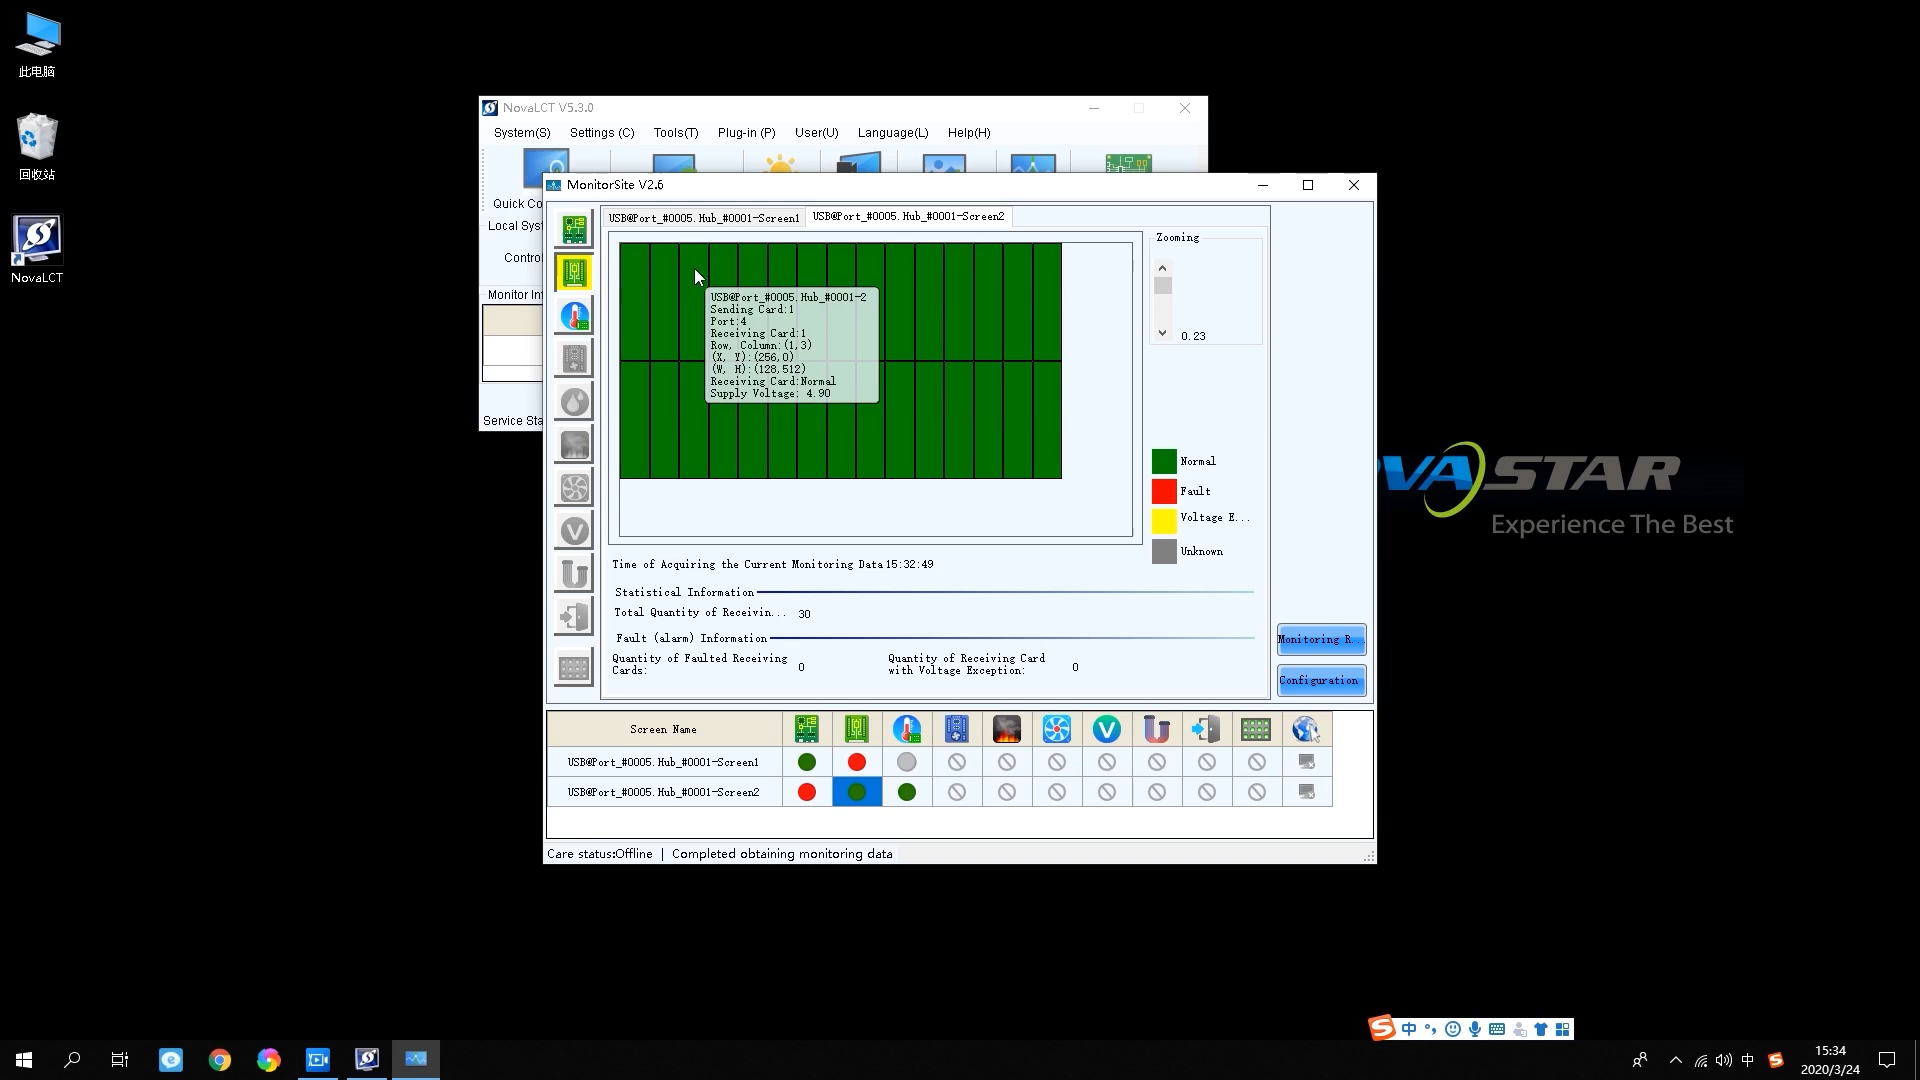 此电脑
回收站
NovaLCT
NovaLCT V5.3.0
System(S) Settings (C) Tools(T) Plug-in (P) User(U) Language(L) Help(H)
Quick Co
Local Syst
Contro
Monitor Inf
Service Sta
MonitorSite V2.6
USB@Port_#0005.Hub_#0001-Screen1
USB@Port_#0005.Hub_#0001-Screen2
USB@Port_#0005.Hub_#0001-2
Sending Card:1
Port:4
Receiving Card:1
Row, Column:(1,3)
(X, Y):(256,0)
(W, H):(128,512)
Receiving Card:Normal
Supply Voltage: 4.90
Zooming
0.23
Normal
Fault
Voltage E...
Unknown
Time of Acquiring the Current Monitoring Data 15:32:49
Statistical Information
Total Quantity of Receivin... 30
Fault (alarm) Information
Quantity of Faulted Receiving Cards: 0
Quantity of Receiving Card with Voltage Exception: 0
Monitoring R...
Configuration
Screen Name
USB@Port_#0005.Hub_#0001-Screen1
USB@Port_#0005.Hub_#0001-Screen2
Care status:Offline | Completed obtaining monitoring data
VASTAR
Experience The Best
中
中
15:34
2020/3/24